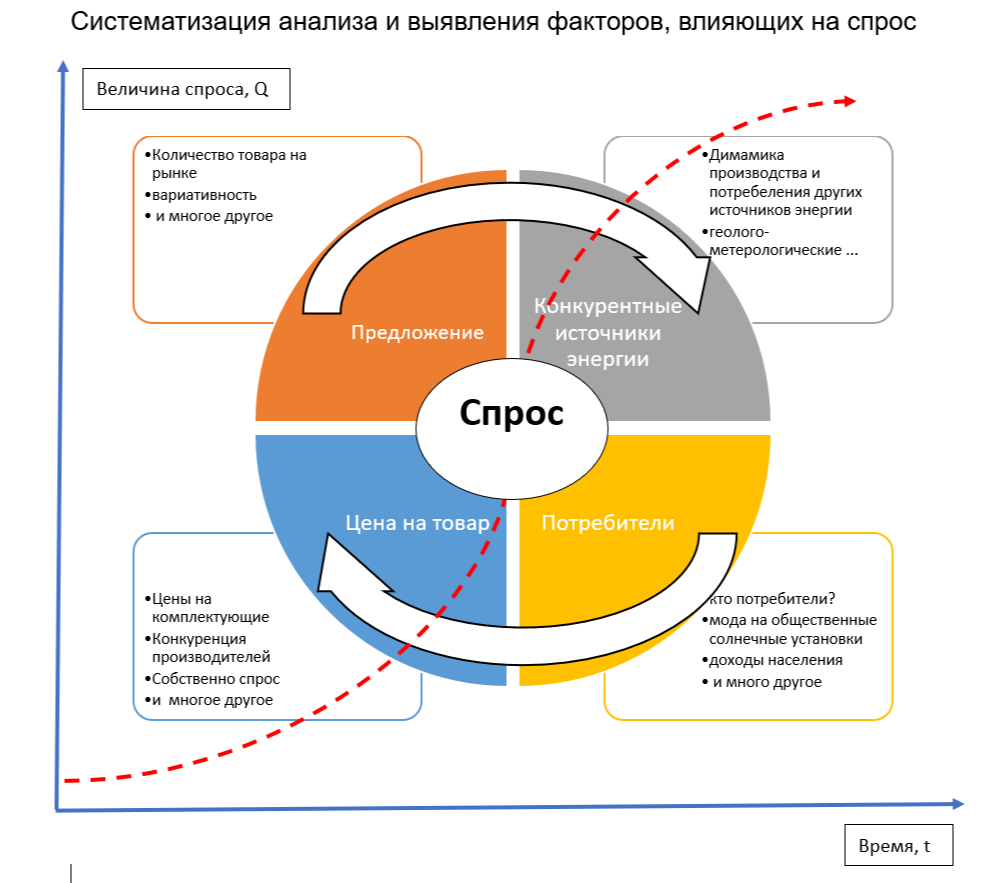 Систематизация анализа и выявления факторов, влияющих на спрос
Величина спроса, Q
•Количество товара на
рынке
•вариативность
• и многое другое
•Димамика
производства и
потребеления других
источников энергии
•геолого-
метерологические ...
Предложение
Конкурентные
источники
энергии
Спрос
Цена на товар
Потребители
•Цены на
комплектующие
•Конкуренция
производителей
•Собственно спрос
•и многое другое
кто потребители?
•мода на общественные
солнечные установки
•доходы населения
• и много другое
Время, t